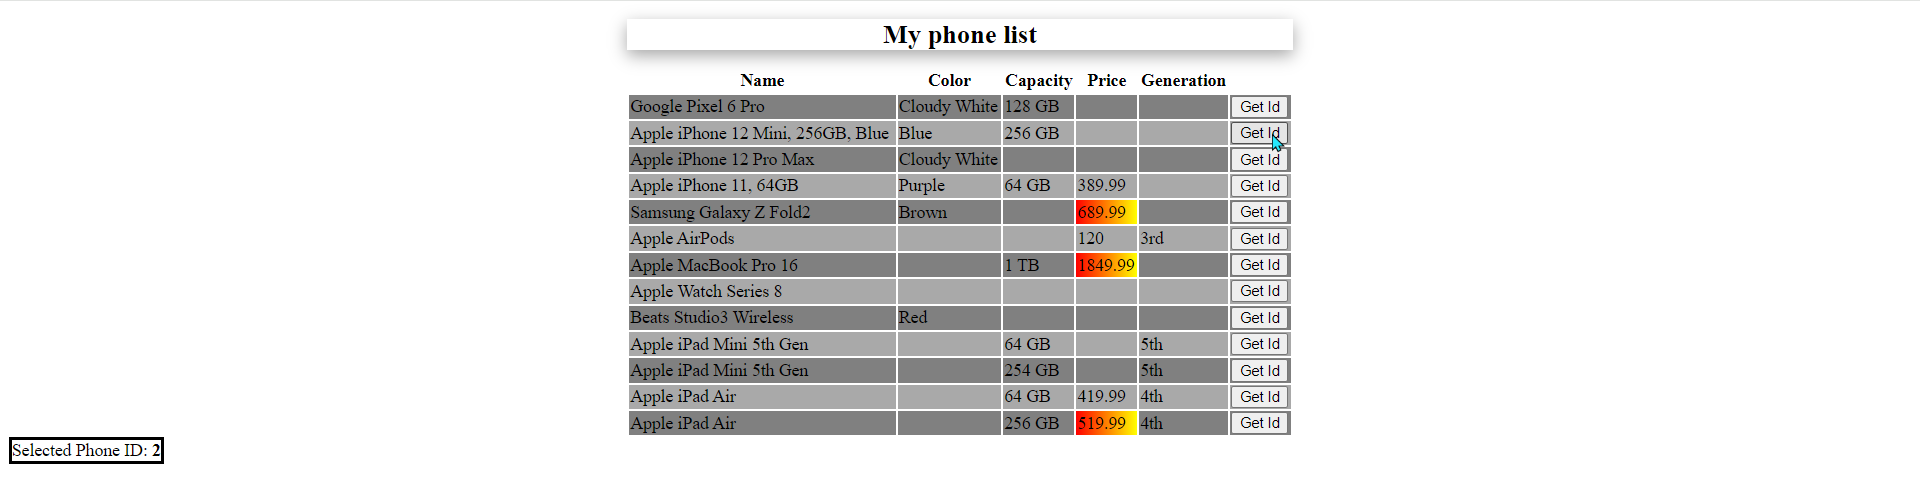 My phone list
Name Color Capacity Price Generation
Google Pixel 6 Pro Cloudy White 128 GB Get Id
Apple iPhone 12 Mini, 256GB, Blue Blue 256 GB Get Id
Apple iPhone 12 Pro Max Cloudy White Get Id
Apple iPhone 11, 64GB Purple 64 GB 389.99 Get Id
Samsung Galaxy Z Fold2 Brown 689.99 Get Id
Apple AirPods 120 3rd Get Id
Apple MacBook Pro 16 1 TB 1849.99 Get Id
Apple Watch Series 8 Get Id
Beats Studio3 Wireless Red Get Id
Apple iPad Mini 5th Gen 64 GB 5th Get Id
Apple iPad Mini 5th Gen 254 GB 5th Get Id
Apple iPad Air 64 GB 419.99 4th Get Id
Apple iPad Air 256 GB 519.99 4th Get Id
Selected Phone ID: 2